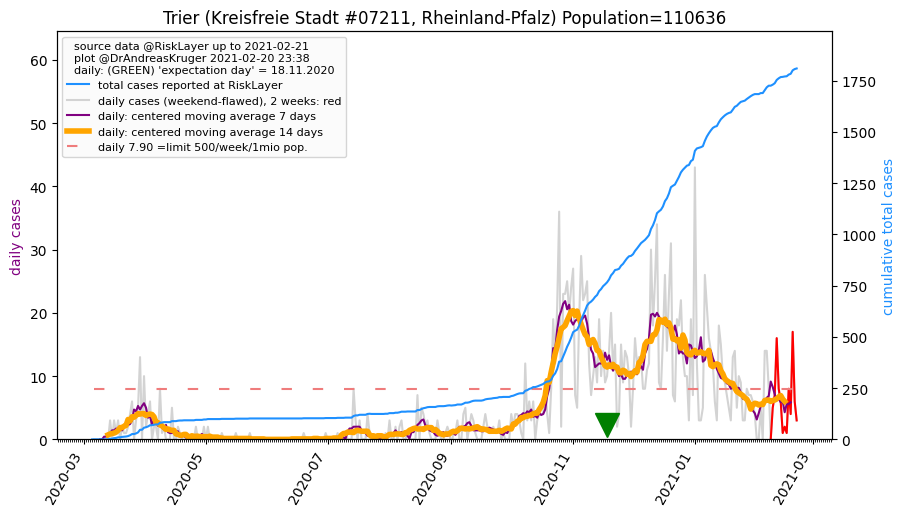 Trier (Kreisfreie Stadt #07211, Rheinland-Pfalz) Population=110636
source data @RiskLayer up to 2021-02-21
plot @DrAndreasKruger 2021-02-20 23:38
daily: (GREEN) 'expectation day' = 18.11.2020
total cases reported at RiskLayer
daily cases (weekend-flawed), 2 weeks: red
daily: centered moving average 7 days
daily: centered moving average 14 days
daily 7.90 =limit 500/week/1mio pop.
daily cases
60
50
40
30
20
10
0
cumulative total cases
1750
1500
1250
1000
750
500
250
0
2020-03
2020-05
2020-07
2020-09
2020-11
2021-01
2021-03